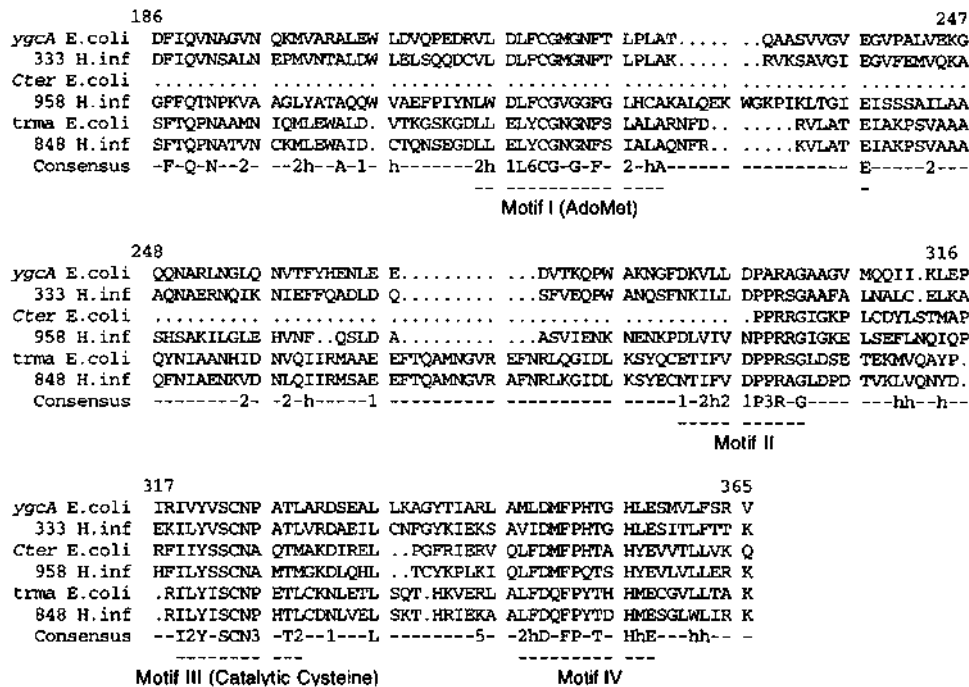 186 247
ygcA E.coli DFIQVNAGVN QKMVARALEW LDVQPEDRVL DLFCGMGNFT LPLAT..... ..QAASVVGV EGVPALVEKG
333 H.inf DFIQVNSALN EPMVNTALDW LELSQQDCVL DLFCGMGNFT LPLAK..... ..RVKSAVGI EGVFEMVQKA
Cter E.coli .......... .......... .......... .......... .......... .......... ..........
958 H.inf GFFQTNPKVA AGLYATAQQW VAEFPIYNLW DLFCGVGGFG LHCAKALQEK WGKPIKLTGI EISSSAILAA
trma E.coli SFTQPNAAMN IQMLEWALD. VTKGSKGDLL ELYCGNGNFS LALARNFD.. .....RVLAT EIAKPSVAAA
848 H.inf SFTQPNATVN CKMLEWAID. CTQNSEGDLL ELYCGNGNFS IALAQNFR.. .....KVLAT EIAKPSVAAA
Consensus -F-Q-N--2- --2h--A-l- h------2h lL6CG-G-F- 2-hA------ ---------- E-----2---
-- ---------- ---- -
Motif I (AdoMet)
248 316
ygcA E.coli QQNARLNGLQ NVTFYHENLE E......... ...DVTKQPW AKNGFDKVLL DPARAGAAGV MQQII.KLEP
333 H.inf AQNAERNQIK NIEFFQADLD Q......... ...SFVEQPW ANQSFNKILL DPPRSGAAFA LNALC.ELKA
Cter E.coli .......... .......... .......... .......... .......... .PPRRGIGKP LCDYLSTMAP
958 H.inf SHSAKILGLE HVNF..QSLD A......... ...ASVIENK NENKPDLVIV NPPRRGIGKE LSEFLNQIQP
trma E.coli QYNIAANHID NVQIIRMAAE EFTQAMNGVR EFNRLQGIDL KSYQCETIFV DPPRSGLDSE TEKMVQAYP.
848 H.inf QFNIAENKVD NLQIIRMSAE EFTQAMNGVR AFNRLKGIDL KSYECNTIFV DPPRAGLDPD TVKLVQNYD.
Consensus --------2- -2-h-----1 ---------- ---------- -----1-2h2 1P3R-G---- ---hh---h-
----- ------
Motif II
317 365
ygcA E.coli IRIVYVSCNP ATLARDSEAL LKAGYTIARL AMLDMFPHTG HLESMVLFSR V
333 H.inf EKILYVSCNP ATLVRDAEIL CNFGYKIEKS AVIDMFPHTG HLESITLFTT K
Cter E.coli RFIIYSSCNA QTMAKDIREL ..PGFRIERV QLFDMFPHTA HYEVVTLLVK Q
958 H.inf HFILYSSCNA MTMGKDLQHL ..TCYKPLKI QLFDMFPQTS HYEVLVLLER K
trma E.coli .RILYISCNP ETLCKNLETL SQT.HKVERL ALFDQFPYTH HMECGVLLTA K
848 H.inf .RILYISCNP HTLCDNLVEL SKT.HRIEKA ALFDQFPYTD HMESGLWLIR K
Consensus --I2Y-SCN3 -T2--1---L -------5-- -2hD-FP-T- HhE---hh-- -
-------- --- --------- ---
Motif III (Catalytic Cysteine) Motif IV